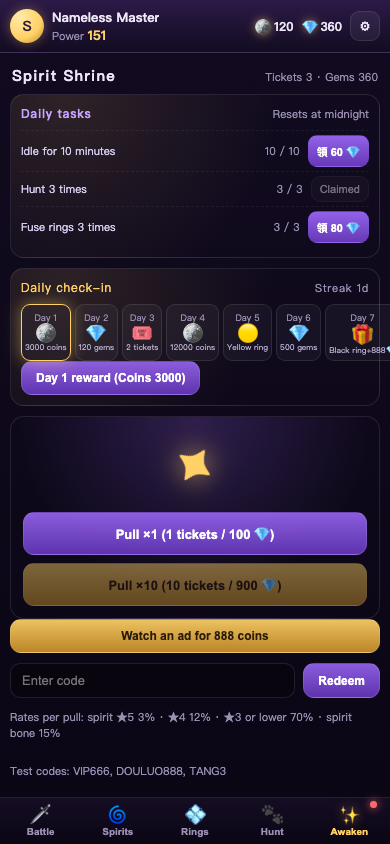 S
Nameless Master
Power 151
120
360
Spirit Shrine
Tickets 3 · Gems 360
Daily tasks
Resets at midnight
Idle for 10 minutes
10 / 10
領 60
Hunt 3 times
3 / 3
Claimed
Fuse rings 3 times
3 / 3
領 80
Daily check-in
Streak 1d
Day 1
3000 coins
Day 2
120 gems
Day 3
2 tickets
Day 4
12000 coins
Day 5
Yellow ring
Day 6
500 gems
Day 7
Black ring+888
Day 1 reward (Coins 3000)
Pull ×1 (1 tickets / 100 💎)
Pull ×10 (10 tickets / 900 💎)
Watch an ad for 888 coins
Enter code
Redeem
Rates per pull: spirit ★5 3% · ★4 12% · ★3 or lower 70% · spirit
bone 15%
Test codes: VIP666, DOULUO888, TANG3
Battle
Spirits
Rings
Hunt
Awaken